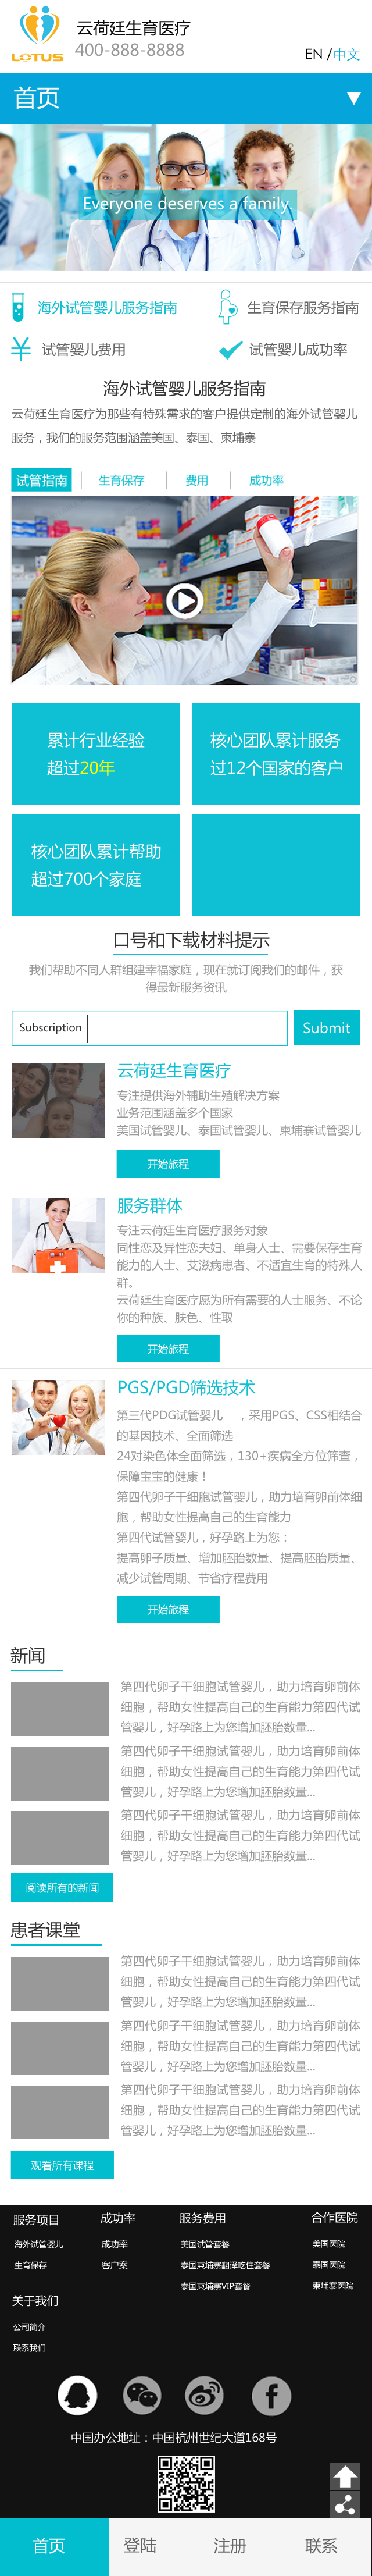 LOTUS
云荷廷生育医疗
400-888-8888
EN /中文
首页
Everyone deserves a family.
海外试管婴儿服务指南
生育保存服务指南
试管婴儿费用
试管婴儿成功率
海外试管婴儿服务指南
云荷廷生育医疗为那些有特殊需求的客户提供定制的海外试管婴儿
服务，我们的服务范围涵盖美国、泰国、柬埔寨
试管指南
生育保存
费用
成功率
累计行业经验
超过20年
核心团队累计服务
过12个国家的客户
核心团队累计帮助
超过700个家庭
口号和下载材料提示
我们帮助不同人群组建幸福家庭，现在就订阅我们的邮件，获
得最新服务资讯
Subscription
Submit
云荷廷生育医疗
专注提供海外辅助生殖解决方案
业务范围涵盖多个国家
美国试管婴儿、泰国试管婴儿、柬埔寨试管婴儿
开始旅程
服务群体
专注云荷廷生育医疗服务对象
同性恋及异性恋夫妇、单身人士、需要保存生育
能力的人士、艾滋病患者、不适宜生育的特殊人
群。
云荷廷生育医疗愿为所有需要的人士服务、不论
你的种族、肤色、性取
开始旅程
PGS/PGD筛选技术
第三代PDG试管婴儿 ，采用PGS、CSS相结合
的基因技术、全面筛选
24对染色体全面筛选，130+疾病全方位筛查，
保障宝宝的健康！
第四代卵子干细胞试管婴儿，助力培育卵前体细
胞，帮助女性提高自己的生育能力
第四代试管婴儿，好孕路上为您：
提高卵子质量、增加胚胎数量、提高胚胎质量、
减少试管周期、节省疗程费用
开始旅程
新闻
第四代卵子干细胞试管婴儿，助力培育卵前体
细胞，帮助女性提高自己的生育能力第四代试
管婴儿，好孕路上为您增加胚胎数量...
第四代卵子干细胞试管婴儿，助力培育卵前体
细胞，帮助女性提高自己的生育能力第四代试
管婴儿，好孕路上为您增加胚胎数量...
第四代卵子干细胞试管婴儿，助力培育卵前体
细胞，帮助女性提高自己的生育能力第四代试
管婴儿，好孕路上为您增加胚胎数量...
阅读所有的新闻
患者课堂
第四代卵子干细胞试管婴儿，助力培育卵前体
细胞，帮助女性提高自己的生育能力第四代试
管婴儿，好孕路上为您增加胚胎数量...
第四代卵子干细胞试管婴儿，助力培育卵前体
细胞，帮助女性提高自己的生育能力第四代试
管婴儿，好孕路上为您增加胚胎数量...
第四代卵子干细胞试管婴儿，助力培育卵前体
细胞，帮助女性提高自己的生育能力第四代试
管婴儿，好孕路上为您增加胚胎数量...
观看所有课程
服务项目
海外试管婴儿
生育保存
成功率
成功率
客户案
服务费用
美国试管套餐
泰国柬埔寨翻译吃住套餐
泰国柬埔寨VIP套餐
合作医院
美国医院
泰国医院
柬埔寨医院
关于我们
公司简介
联系我们
中国办公地址：中国杭州世纪大道168号
首页
登陆
注册
联系